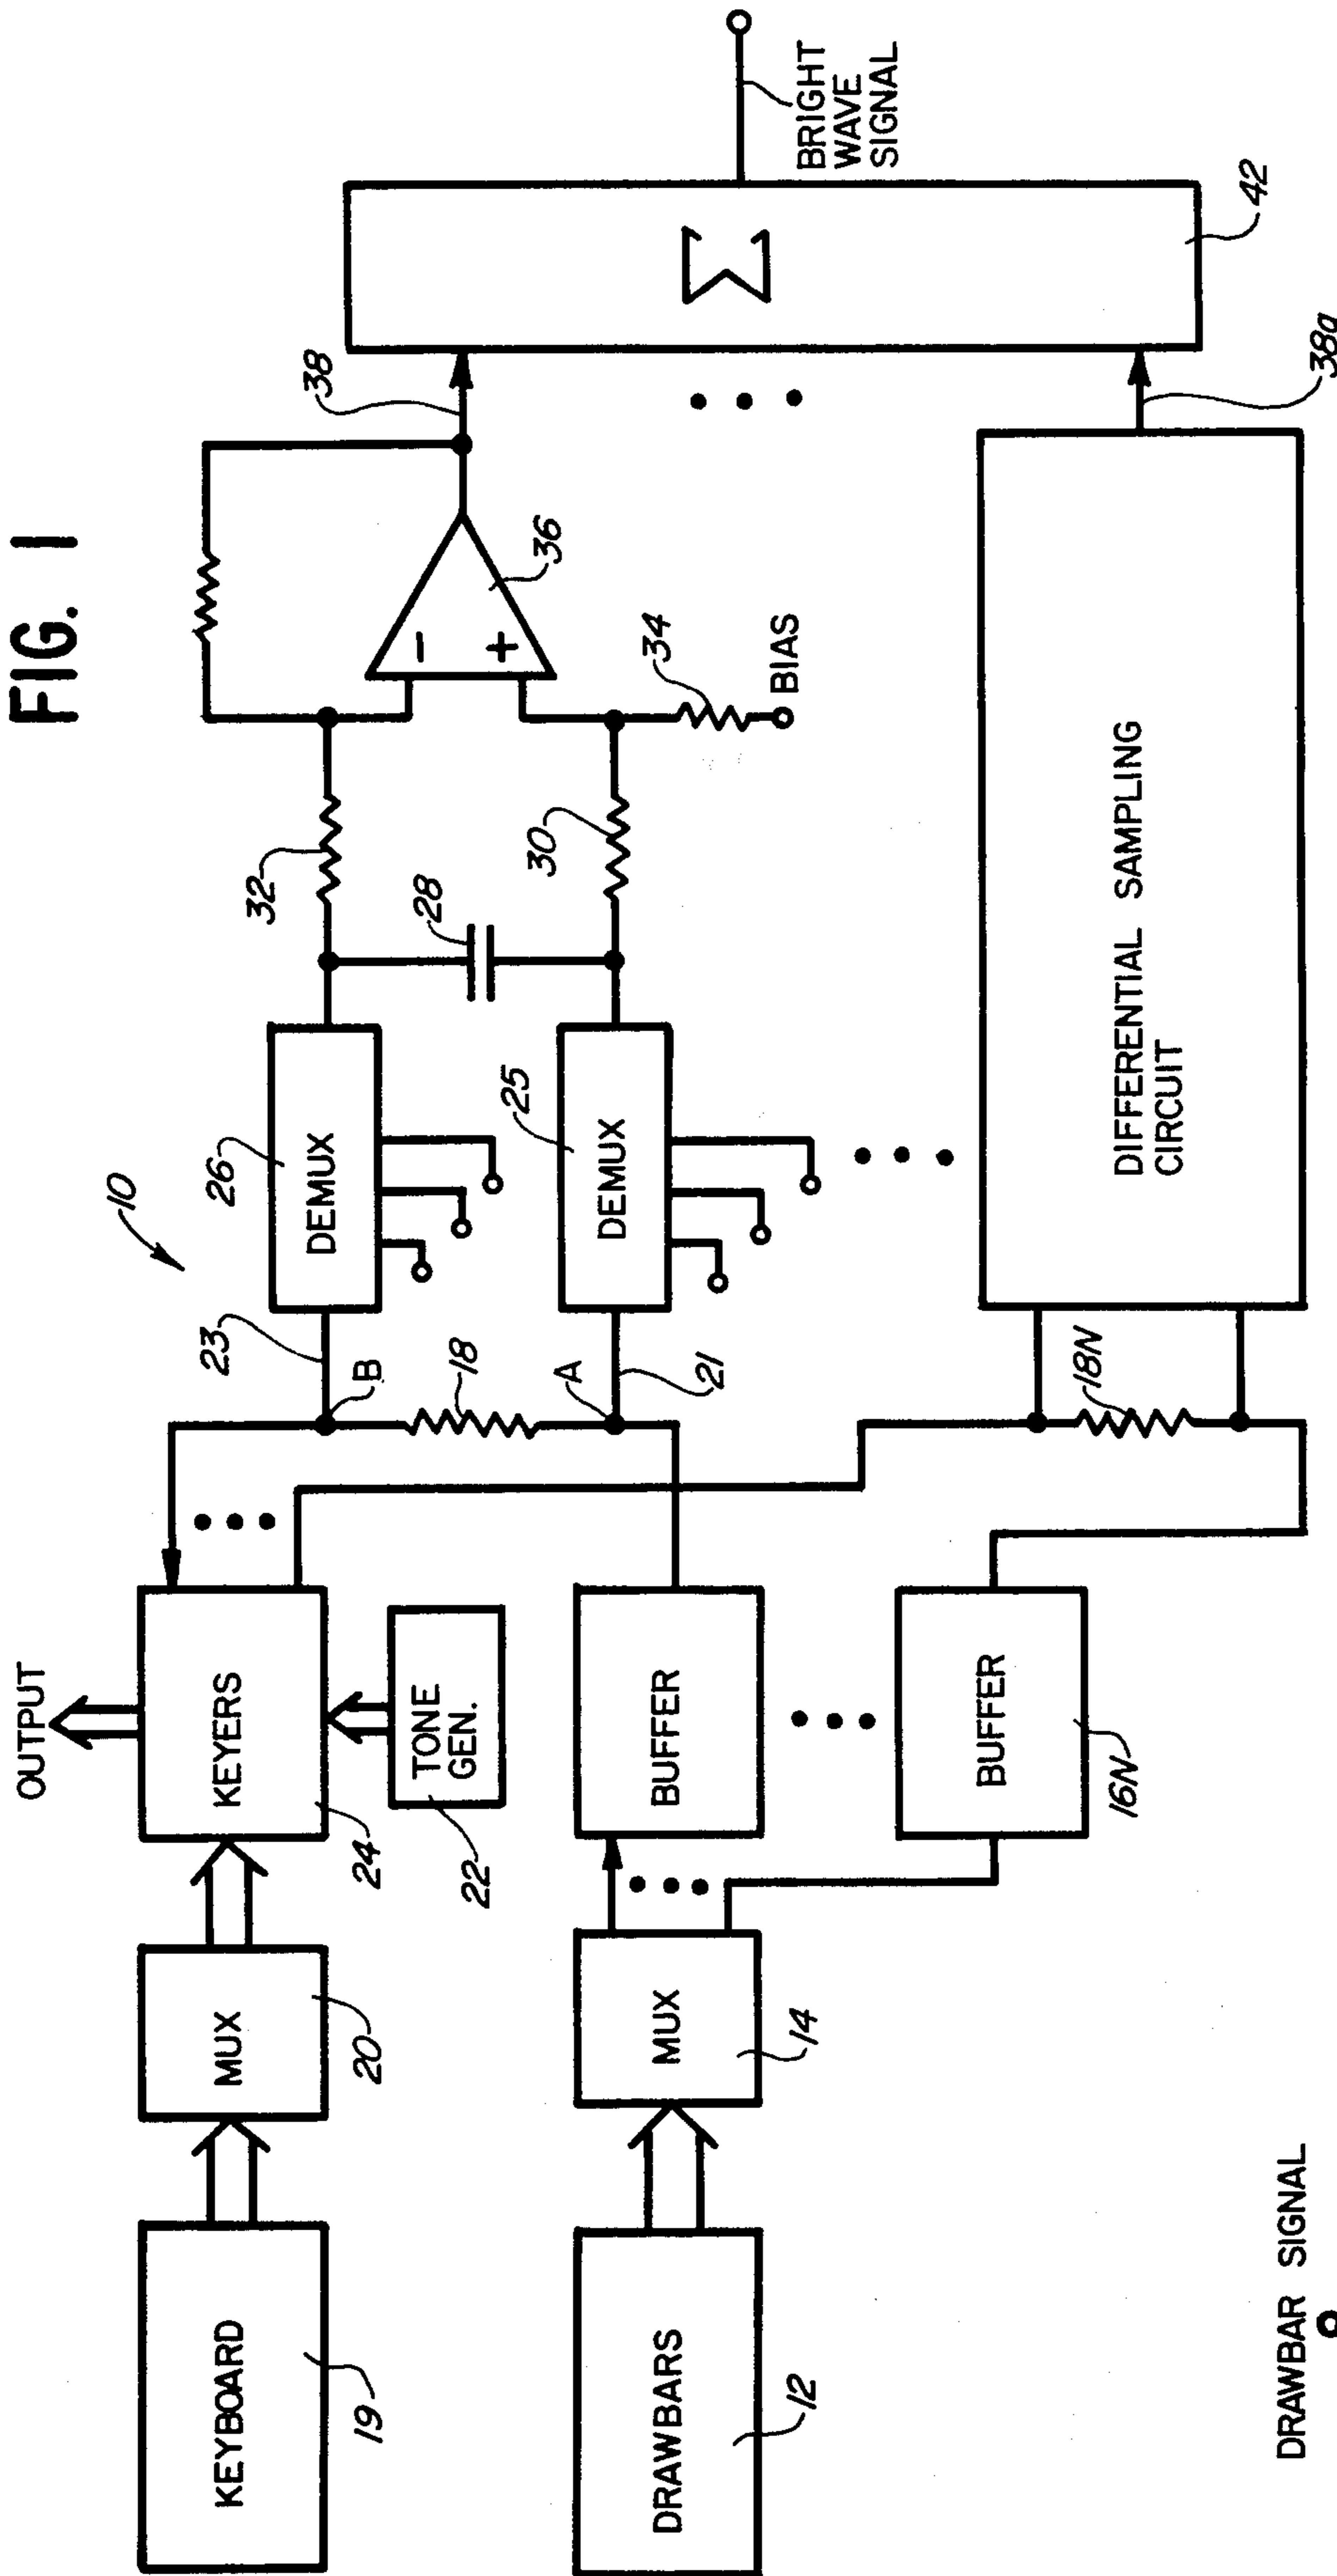 FIG. 1
10
OUTPUT
KEYBOARD
19
MUX
20
KEYERS
24
TONE
GEN.
22
DRAWBARS
12
MUX
14
BUFFER
BUFFER
16N
23
B
18
A
21
18N
DEMUX
26
DEMUX
25
28
32
30
34
BIAS
−
+
36
38
DIFFERENTIAL SAMPLING
CIRCUIT
38a
Σ
42
BRIGHT
WAVE
SIGNAL
DRAWBAR SIGNAL